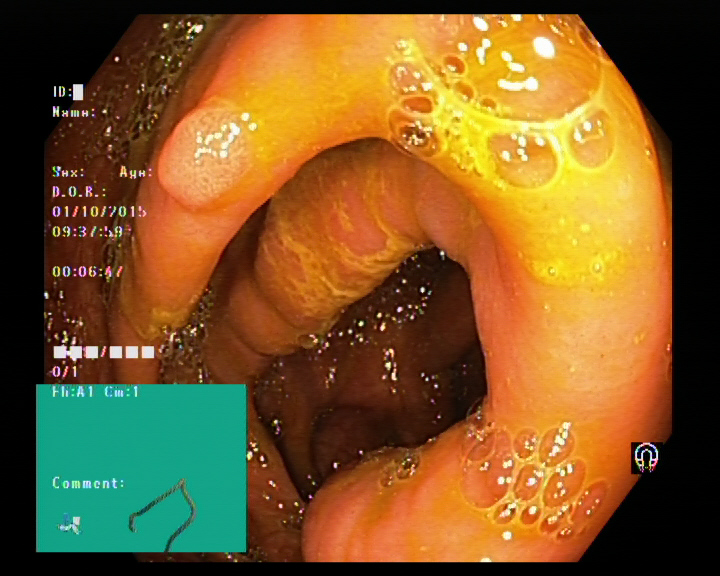 ID:
Name:
Sex: Age:
D.O.B.:
01/10/2015
09:37:59
00:06:47
0/1
Eh:A1 Cm:1
Comment: